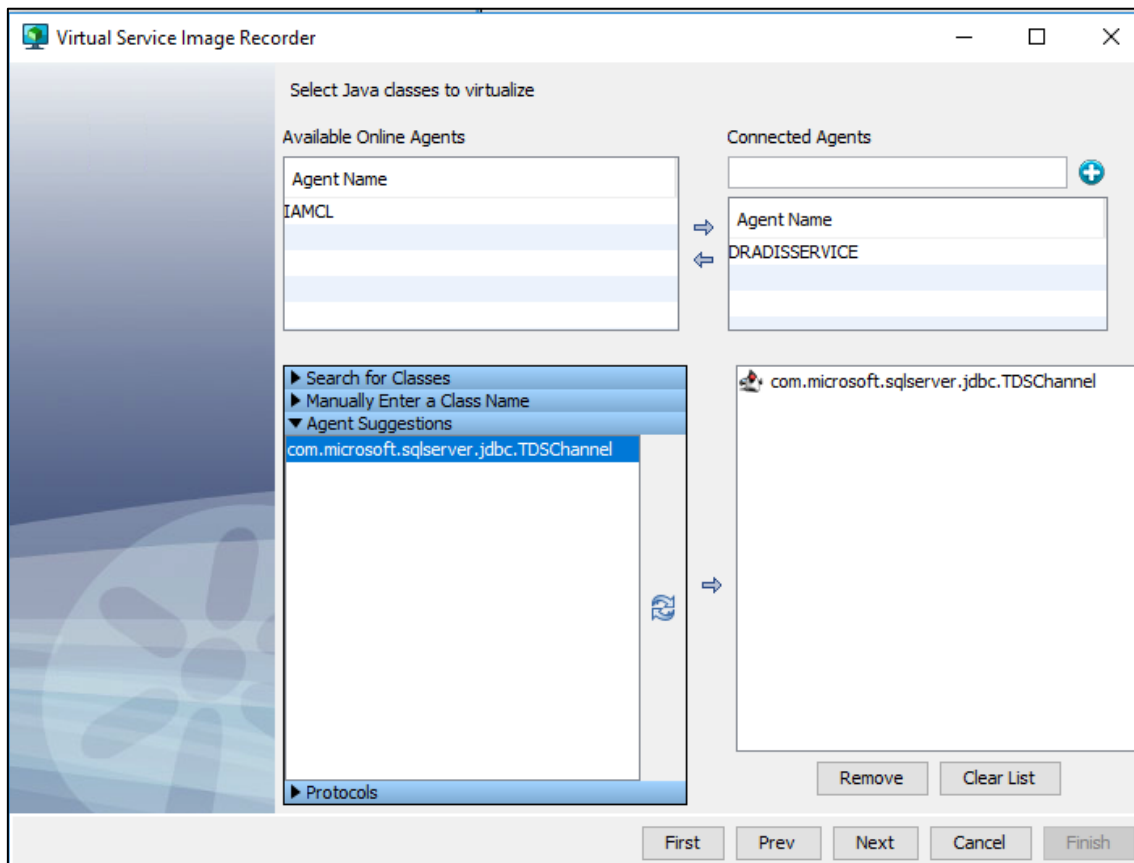 Virtual Service Image Recorder
Select Java classes to virtualize
Available Online Agents
Connected Agents
Agent Name
IAMCL
Agent Name
DRADISSERVICE
Search for Classes
Manually Enter a Class Name
Agent Suggestions
com.microsoft.sqlserver.jdbc.TDSChannel
Protocols
com.microsoft.sqlserver.jdbc.TDSChannel
Remove
Clear List
First
Prev
Next
Cancel
Finish